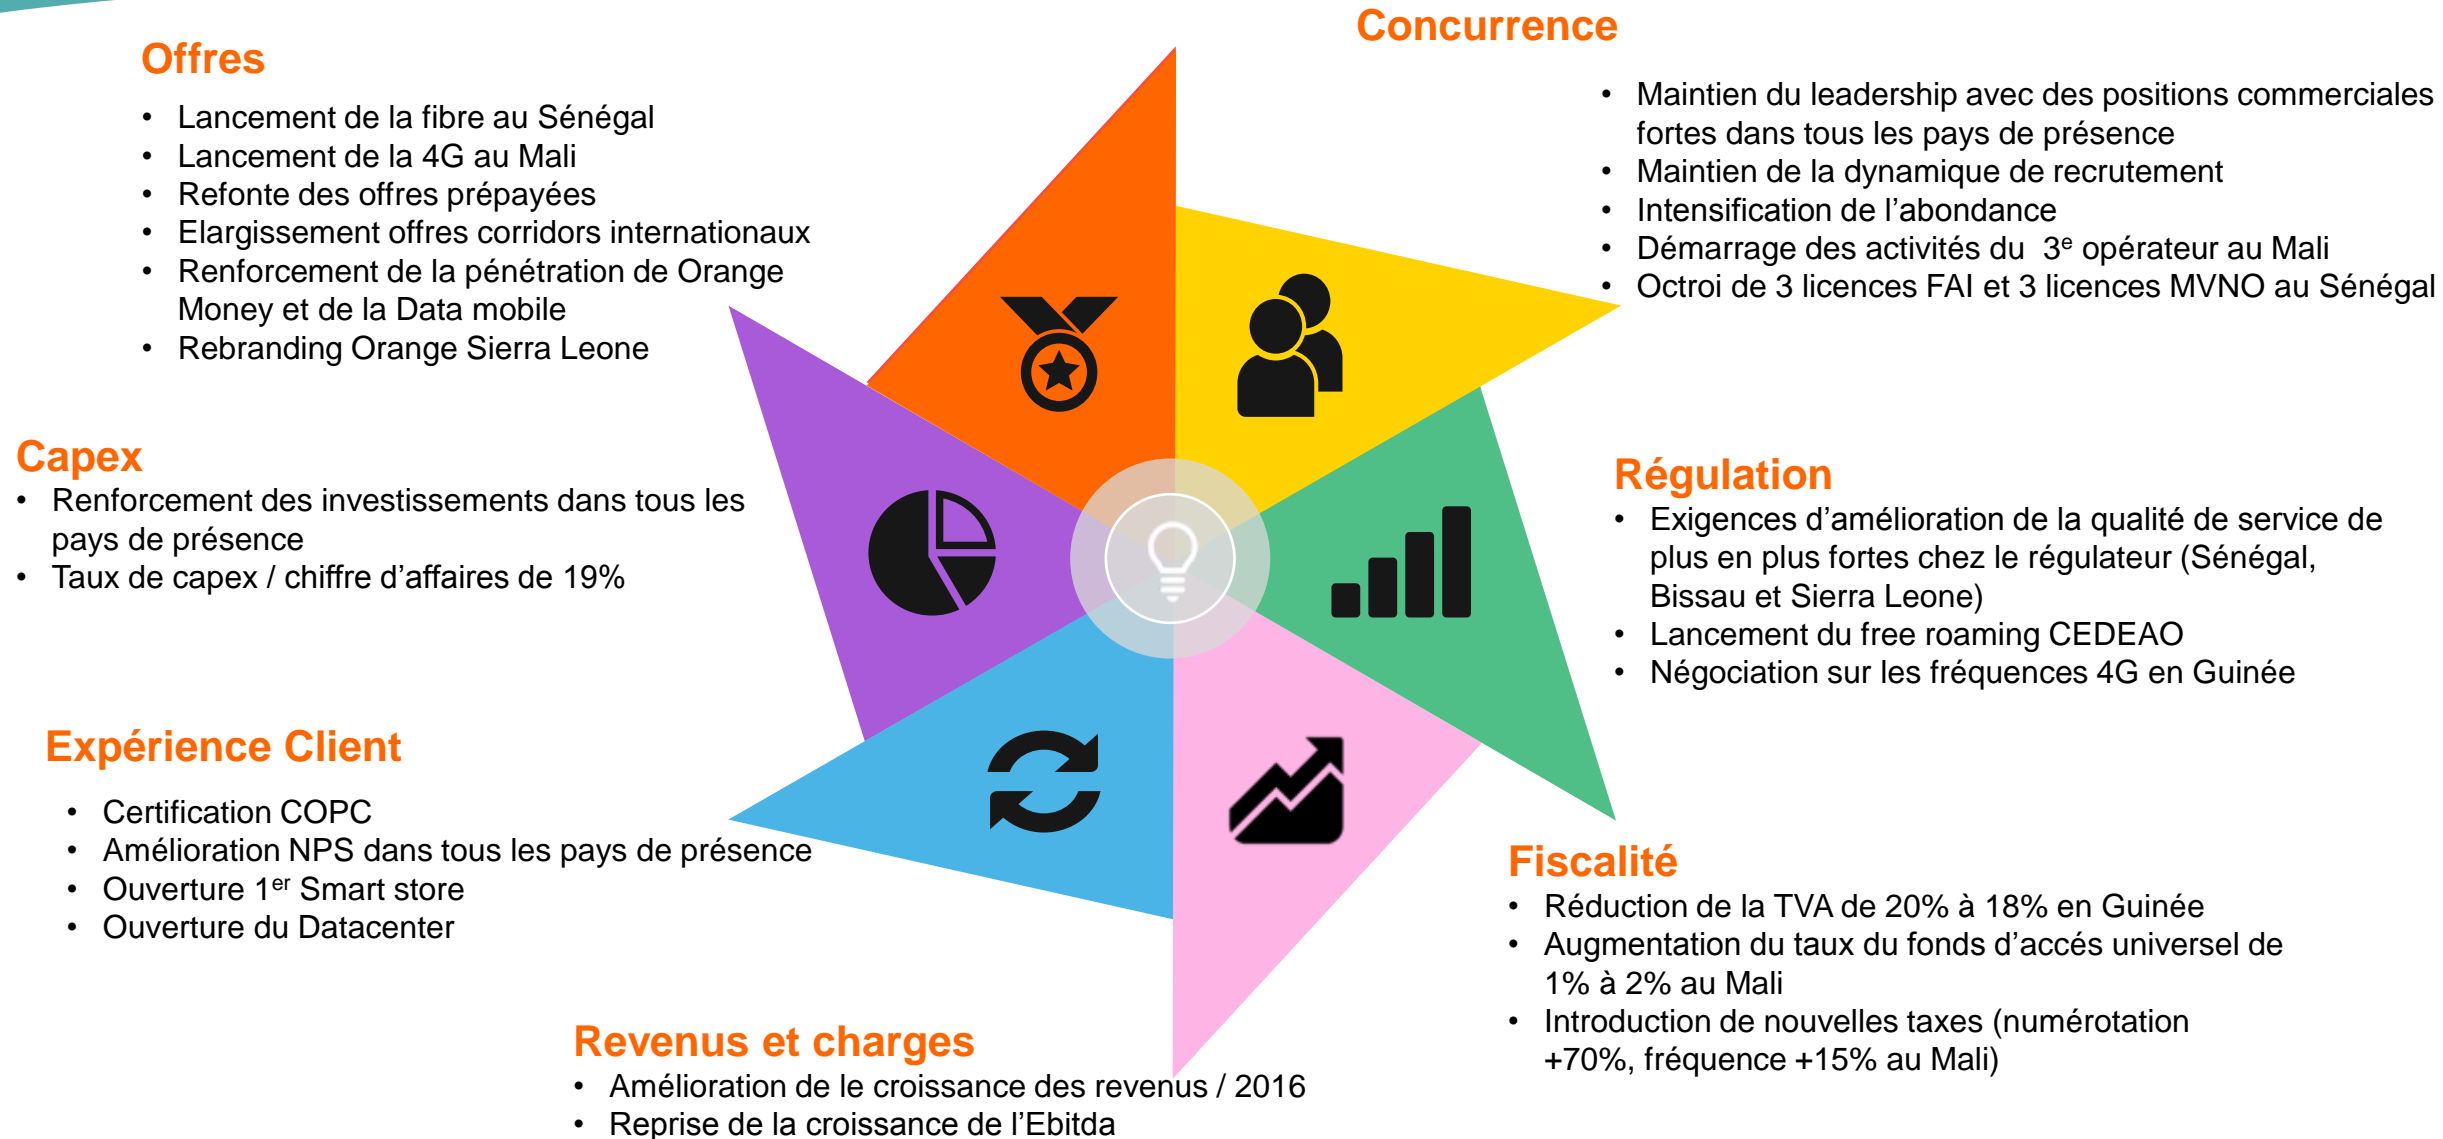 Offres
• Lancement de la fibre au Sénégal
• Lancement de la 4G au Mali
• Refonte des offres prépayées
• Elargissement offres corridors internationaux
• Renforcement de la pénétration de Orange
Money et de la Data mobile
• Rebranding Orange Sierra Leone
Concurrence
• Maintien du leadership avec des positions commerciales
fortes dans tous les pays de présence
• Maintien de la dynamique de recrutement
• Intensification de l’abondance
• Démarrage des activités du 3e opérateur au Mali
• Octroi de 3 licences FAI et 3 licences MVNO au Sénégal
Capex
• Renforcement des investissements dans tous les
pays de présence
• Taux de capex / chiffre d’affaires de 19%
Régulation
• Exigences d’amélioration de la qualité de service de
plus en plus fortes chez le régulateur (Sénégal,
Bissau et Sierra Leone)
• Lancement du free roaming CEDEAO
• Négociation sur les fréquences 4G en Guinée
Expérience Client
• Certification COPC
• Amélioration NPS dans tous les pays de présence
• Ouverture 1er Smart store
• Ouverture du Datacenter
Fiscalité
• Réduction de la TVA de 20% à 18% en Guinée
• Augmentation du taux du fonds d’accés universel de
1% à 2% au Mali
• Introduction de nouvelles taxes (numérotation
+70%, fréquence +15% au Mali)
Revenus et charges
• Amélioration de le croissance des revenus / 2016
• Reprise de la croissance de l’Ebitda